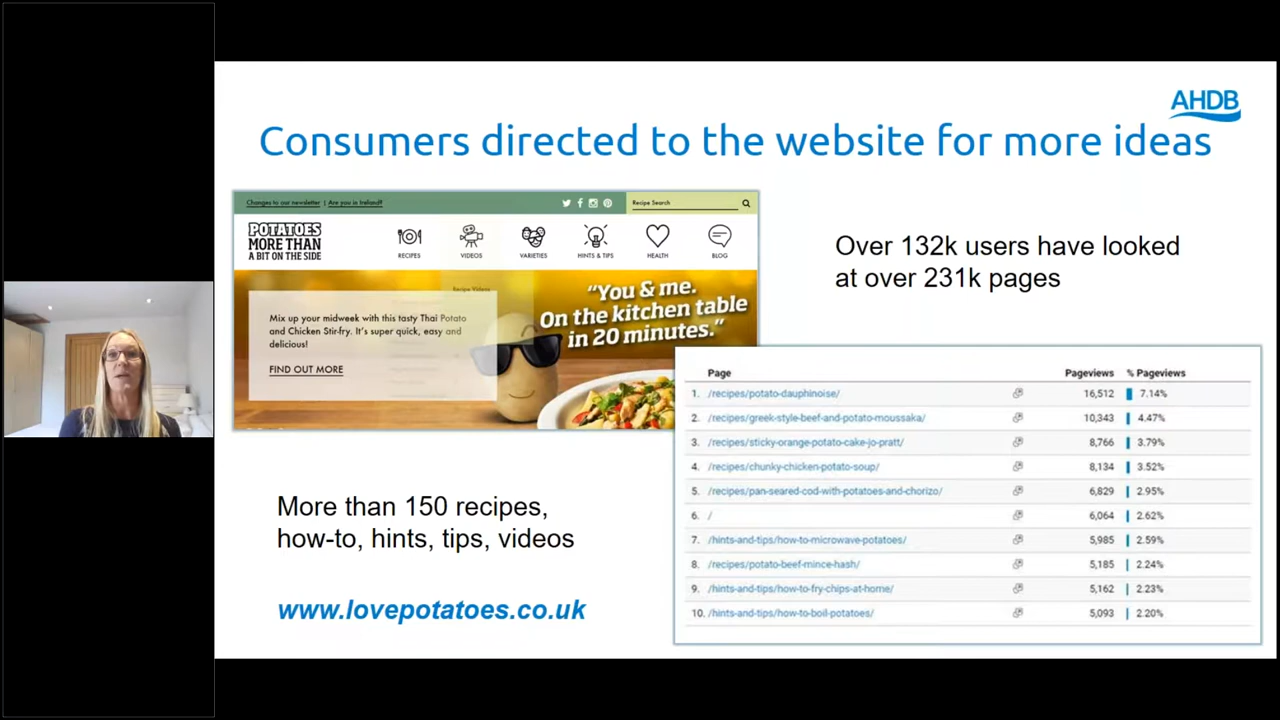 AHDB
Consumers directed to the website for more ideas
Changes to our newsletter | Are you in Ireland?
Recipe Search
POTATOES
MORE THAN
A BIT ON THE SIDE
RECIPES
VIDEOS
VARIETIES
HINTS & TIPS
HEALTH
BLOG
Recipe Videos
Mix up your midweek with this tasty Thai Potato
and Chicken Stir-fry. It's super quick, easy and
delicious!
FIND OUT MORE
“You & me.
On the kitchen table
in 20 minutes.”
Over 132k users have looked
at over 231k pages
Page Pageviews % Pageviews
1. /recipes/potato-dauphinoise/ 16,512 7.14%
2. /recipes/greek-style-beef-and-potato-moussaka/ 10,343 4.47%
3. /recipes/sticky-orange-potato-cake-jo-pratt/ 8,766 3.79%
4. /recipes/chunky-chicken-potato-soup/ 8,134 3.52%
5. /recipes/pan-seared-cod-with-potatoes-and-chorizo/ 6,829 2.95%
6. / 6,064 2.62%
7. /hints-and-tips/how-to-microwave-potatoes/ 5,985 2.59%
8. /recipes/potato-beef-mince-hash/ 5,185 2.24%
9. /hints-and-tips/how-to-fry-chips-at-home/ 5,162 2.23%
10. /hints-and-tips/how-to-boil-potatoes/ 5,093 2.20%
More than 150 recipes,
how-to, hints, tips, videos
www.lovepotatoes.co.uk